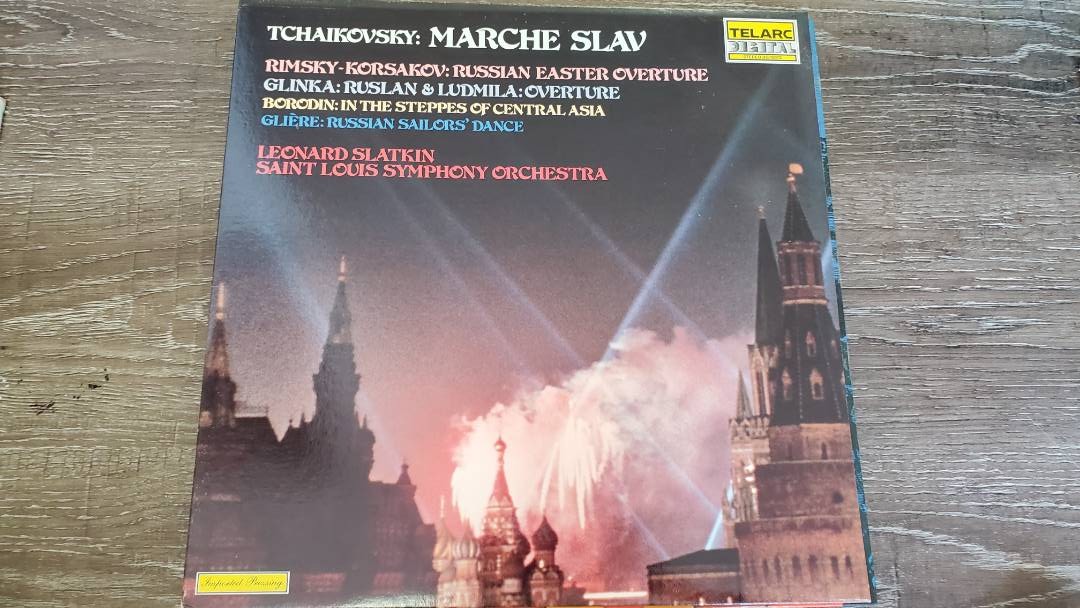 TCHAIKOVSKY: MARCHE SLAV
TELARC
DIGITAL
RIMSKY-KORSAKOV: RUSSIAN EASTER OVERTURE
GLINKA: RUSLAN & LUDMILA: OVERTURE
BORODIN: IN THE STEPPES OF CENTRAL ASIA
GLIÈRE: RUSSIAN SAILORS' DANCE
LEONARD SLATKIN
SAINT LOUIS SYMPHONY ORCHESTRA
Imported Pressing